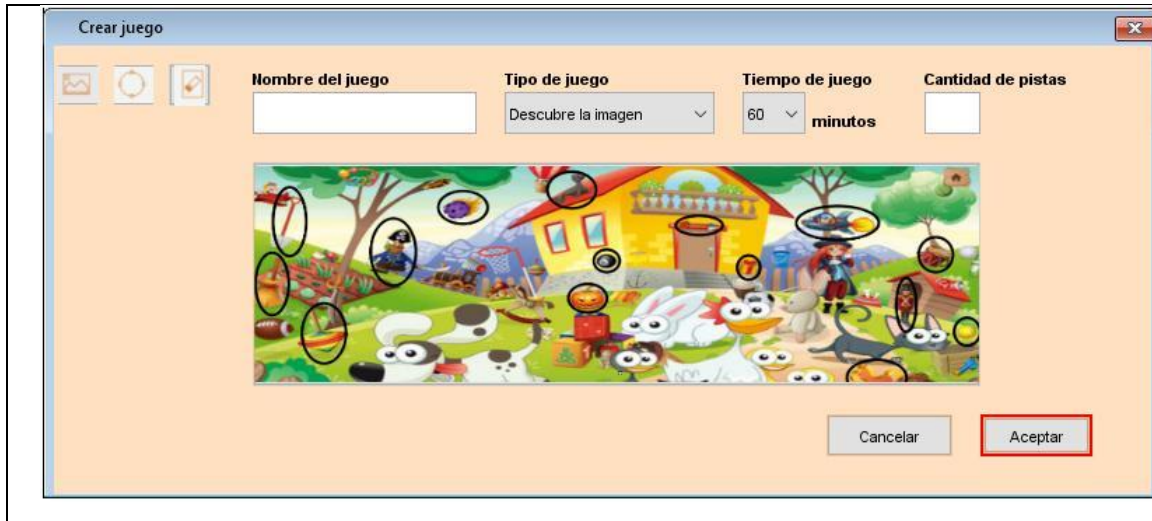 Crear juego
Nombre del juego
Tipo de juego
Tiempo de juego
Cantidad de pistas
Descubre la imagen
60
minutos
7
Cancelar
Aceptar